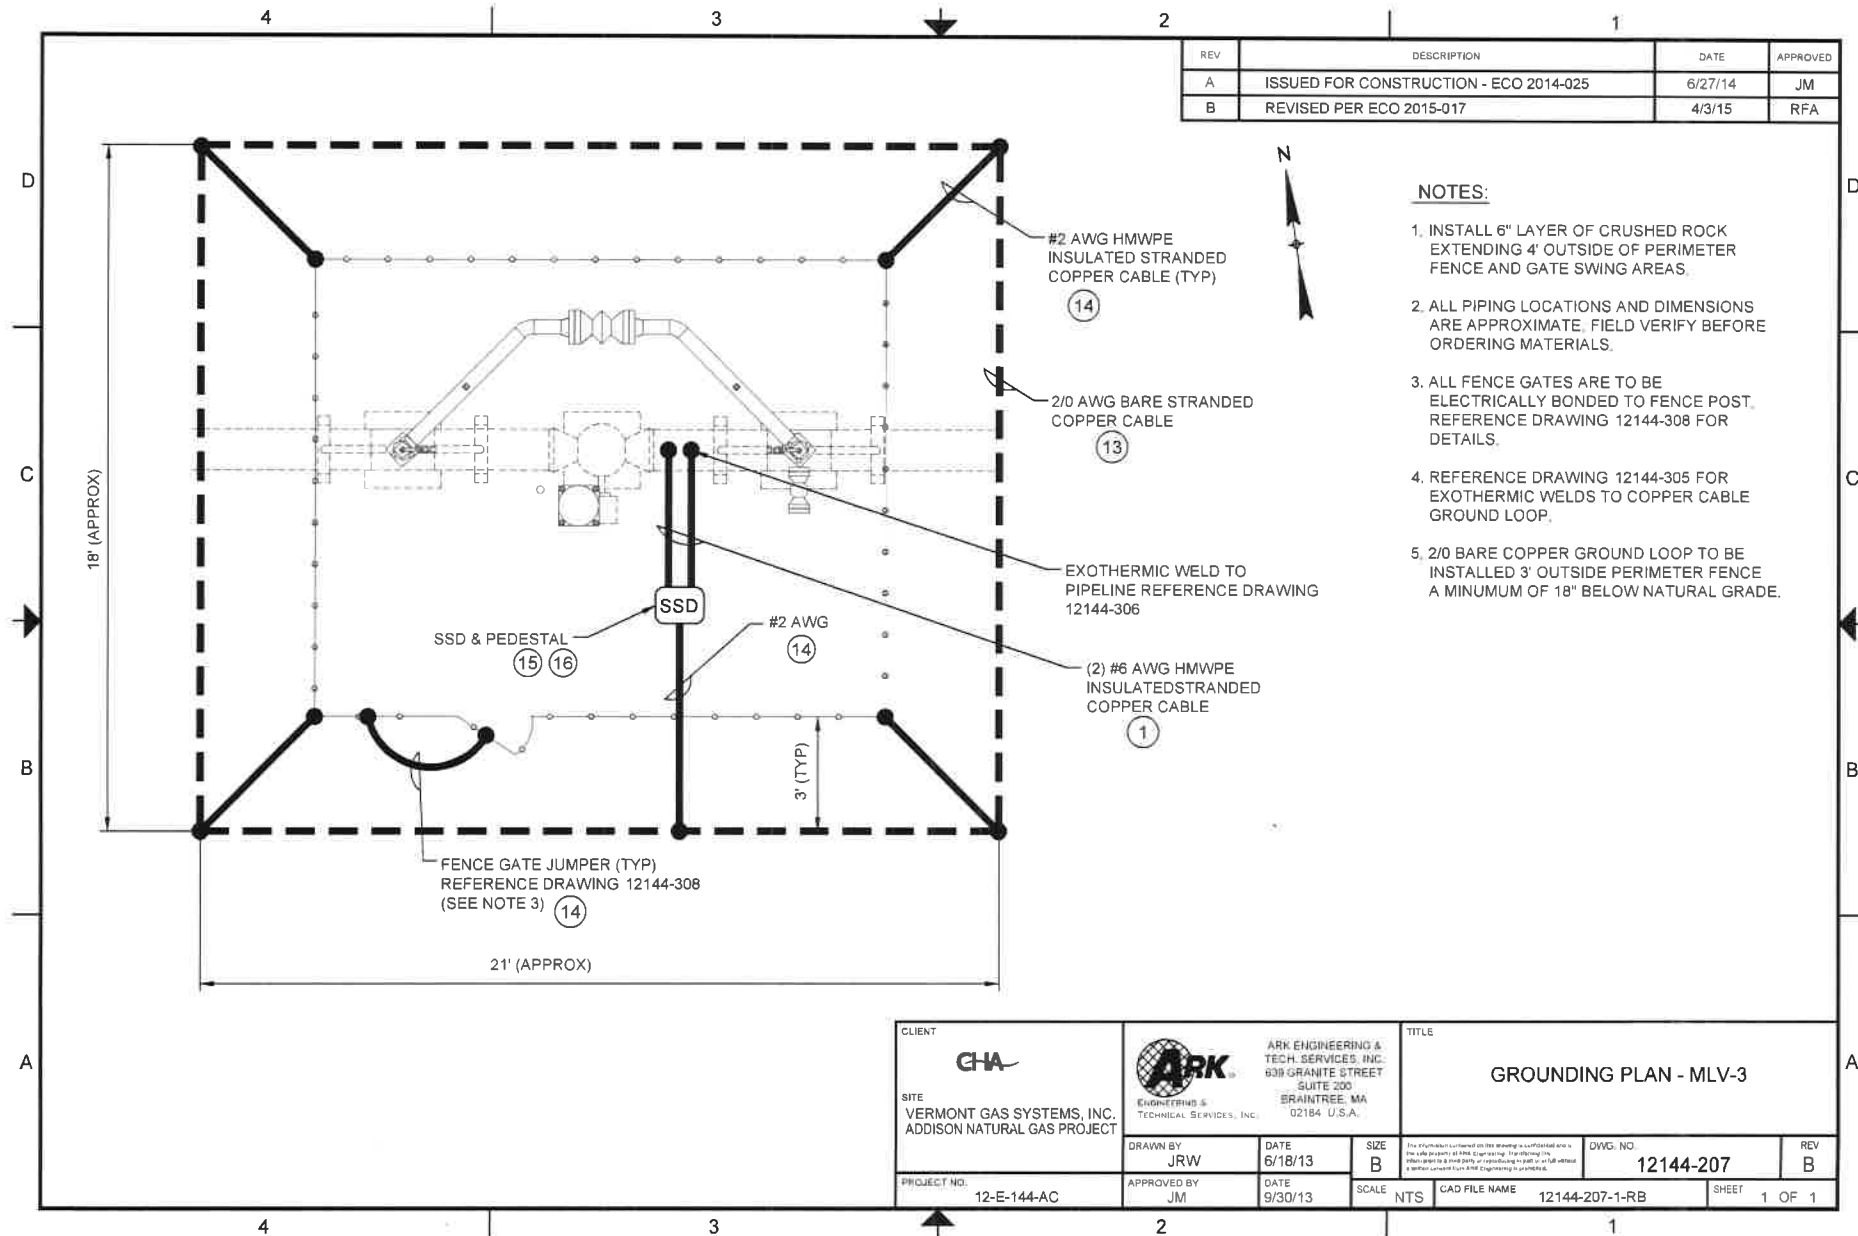 4 3 2 1
REV DESCRIPTION DATE APPROVED
A ISSUED FOR CONSTRUCTION - ECO 2014-025 6/27/14 JM
B REVISED PER ECO 2015-017 4/3/15 RFA
D
D
N
NOTES:
1. INSTALL 6" LAYER OF CRUSHED ROCK
EXTENDING 4' OUTSIDE OF PERIMETER
FENCE AND GATE SWING AREAS.
2. ALL PIPING LOCATIONS AND DIMENSIONS
ARE APPROXIMATE. FIELD VERIFY BEFORE
ORDERING MATERIALS.
3. ALL FENCE GATES ARE TO BE
ELECTRICALLY BONDED TO FENCE POST.
REFERENCE DRAWING 12144-308 FOR
DETAILS.
4. REFERENCE DRAWING 12144-305 FOR
EXOTHERMIC WELDS TO COPPER CABLE
GROUND LOOP.
5. 2/0 BARE COPPER GROUND LOOP TO BE
INSTALLED 3' OUTSIDE PERIMETER FENCE
A MINUMUM OF 18" BELOW NATURAL GRADE.
#2 AWG HMWPE
INSULATED STRANDED
COPPER CABLE (TYP)
14
2/0 AWG BARE STRANDED
COPPER CABLE
13
C
C
18' (APPROX)
EXOTHERMIC WELD TO
PIPELINE REFERENCE DRAWING
12144-306
SSD
SSD & PEDESTAL
15 16
#2 AWG
14
(2) #6 AWG HMWPE
INSULATEDSTRANDED
COPPER CABLE
1
B
B
3' (TYP)
FENCE GATE JUMPER (TYP)
REFERENCE DRAWING 12144-308
(SEE NOTE 3) 14
21' (APPROX)
A
A
CLIENT
CHA
SITE
VERMONT GAS SYSTEMS, INC.
ADDISON NATURAL GAS PROJECT
PROJECT NO.
12-E-144-AC
ARK
ENGINEERING &
TECHNICAL SERVICES, INC.
ARK ENGINEERING &
TECH. SERVICES, INC.
639 GRANITE STREET
SUITE 200
BRAINTREE, MA
02184 U.S.A.
TITLE
GROUNDING PLAN - MLV-3
DRAWN BY
JRW
DATE
6/18/13
SIZE
B
DWG. NO.
12144-207
REV
B
APPROVED BY
JM
DATE
9/30/13
SCALE NTS
CAD FILE NAME 12144-207-1-RB
SHEET 1 OF 1
4 3 2 1